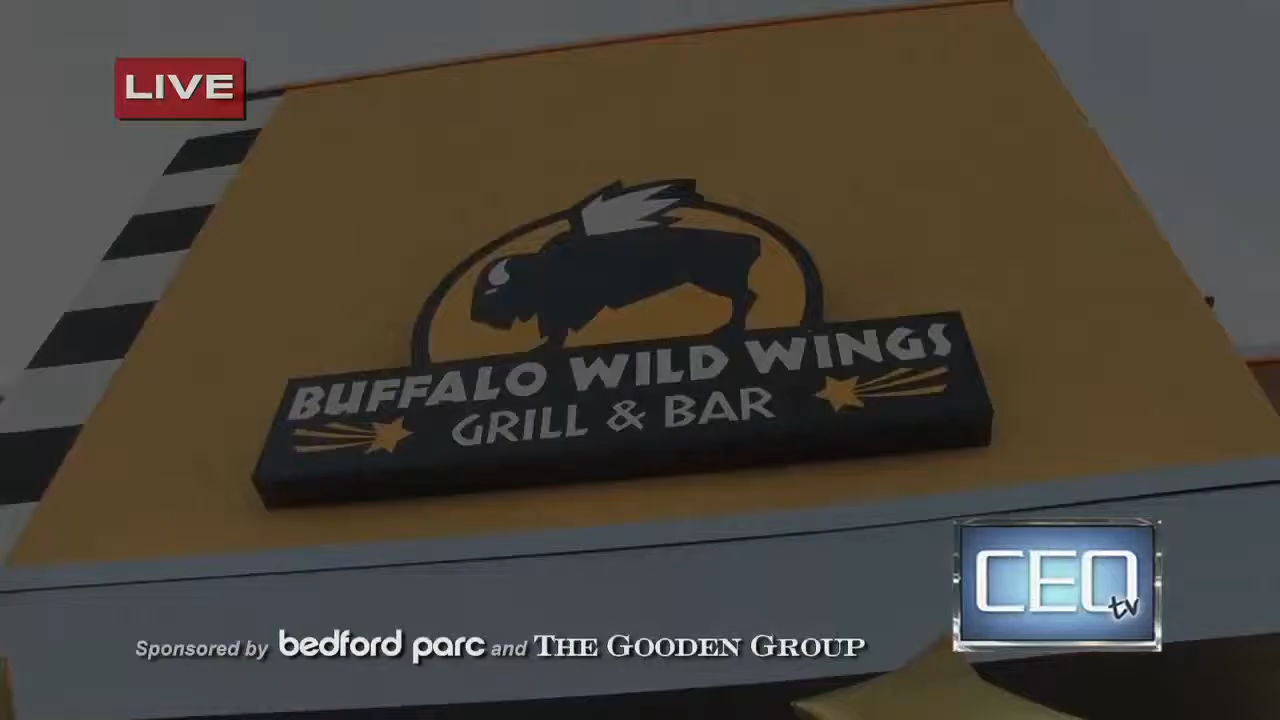 LIVE
BUFFALO WILD WINGS
GRILL & BAR
CEO
tv
Sponsored by bedford parc and THE GOODEN GROUP